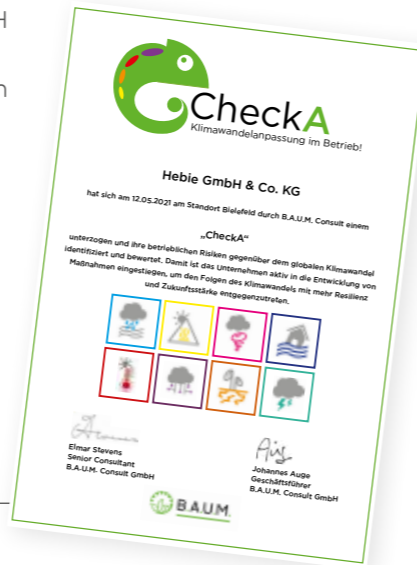 H
n
CheckA
Klimawandelanpassung im Betrieb!
Hebie GmbH & Co. KG
hat sich am 12.05.2021 am Standort Bielefeld durch B.A.U.M. Consult einem
„CheckA“
unterzogen und ihre betrieblichen Risiken gegenüber dem globalen Klimawandel
identifiziert und bewertet. Damit ist das Unternehmen aktiv in die Entwicklung von
Maßnahmen eingestiegen, um den Folgen des Klimawandels mit mehr Resilienz
und Zukunftsstärke entgegenzutreten.
Elmar Stevens
Senior Consultant
B.A.U.M. Consult GmbH
Johannes Auge
Geschäftsführer
B.A.U.M. Consult GmbH
B.A.U.M.